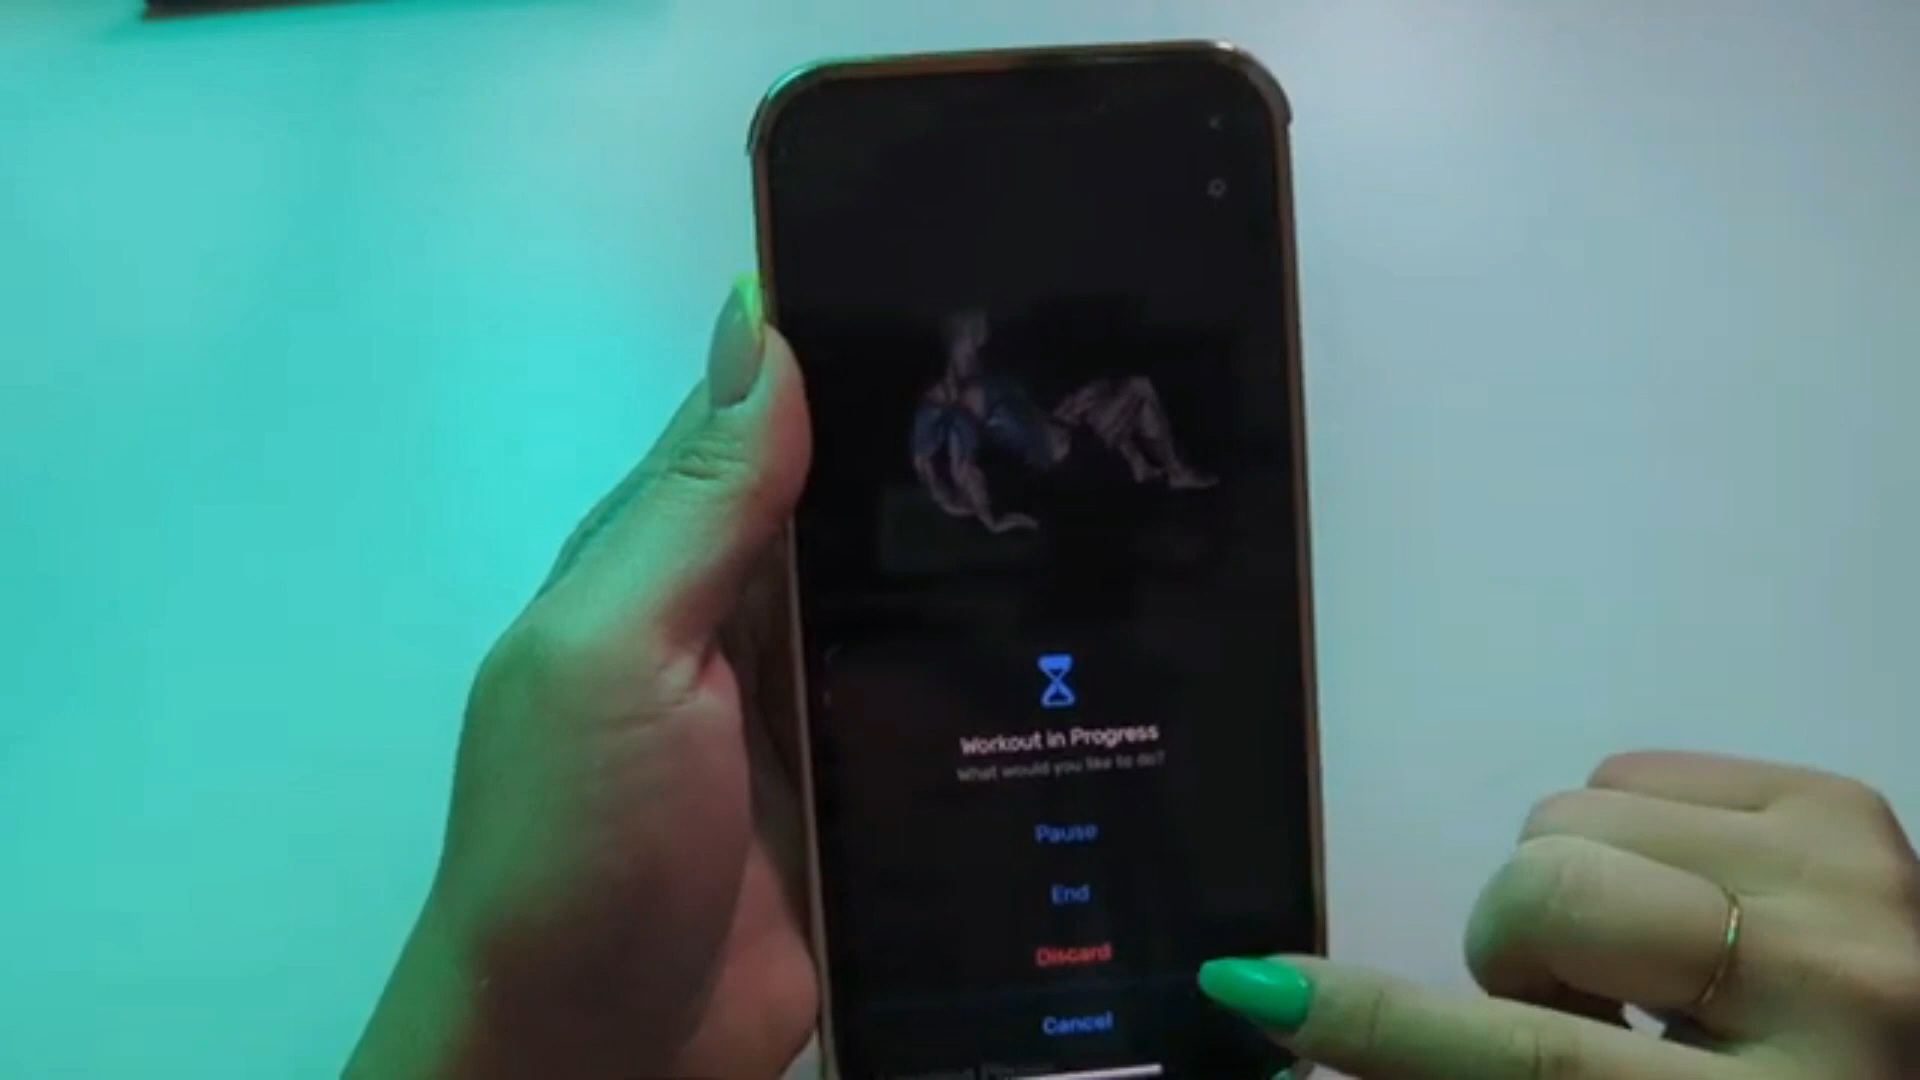 Workout in Progress
What would you like to do?
Pause
End
Discard
Cancel